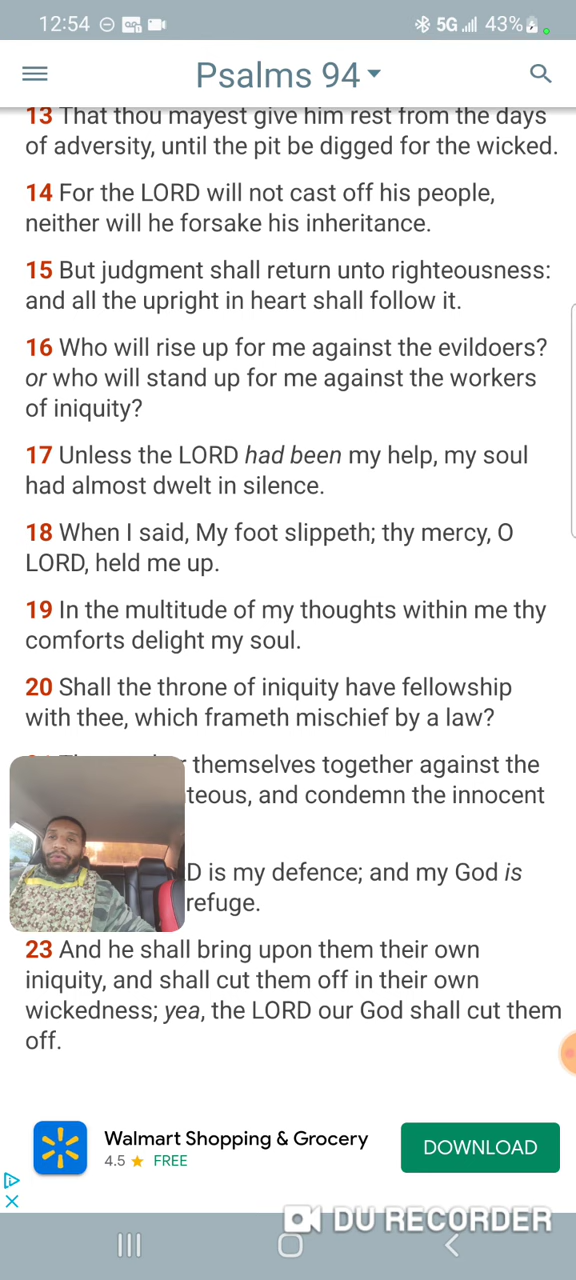 12:54 5G 43%
Psalms 94
13 That thou mayest give him rest from the days
of adversity, until the pit be digged for the wicked.
14 For the LORD will not cast off his people,
neither will he forsake his inheritance.
15 But judgment shall return unto righteousness:
and all the upright in heart shall follow it.
16 Who will rise up for me against the evildoers?
or who will stand up for me against the workers
of iniquity?
17 Unless the LORD had been my help, my soul
had almost dwelt in silence.
18 When I said, My foot slippeth; thy mercy, O
LORD, held me up.
19 In the multitude of my thoughts within me thy
comforts delight my soul.
20 Shall the throne of iniquity have fellowship
with thee, which frameth mischief by a law?
themselves together against the
teous, and condemn the innocent
D is my defence; and my God is
refuge.
23 And he shall bring upon them their own
iniquity, and shall cut them off in their own
wickedness; yea, the LORD our God shall cut them
off.
Walmart Shopping & Grocery
4.5 FREE
DOWNLOAD
DU RECORDER